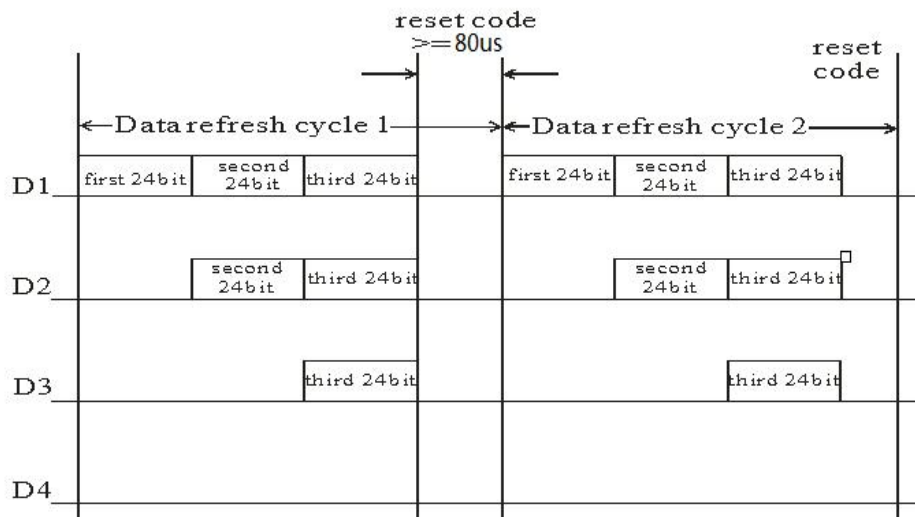 reset code
>=80us
reset
code
Data refresh cycle 1
Data refresh cycle 2
D1
first 24bit
second
24bit
third 24bit
first 24bit
second
24bit
third 24bit
D2
second
24bit
third 24bit
second
24bit
third 24bit
D3
third 24bit
third 24bit
D4